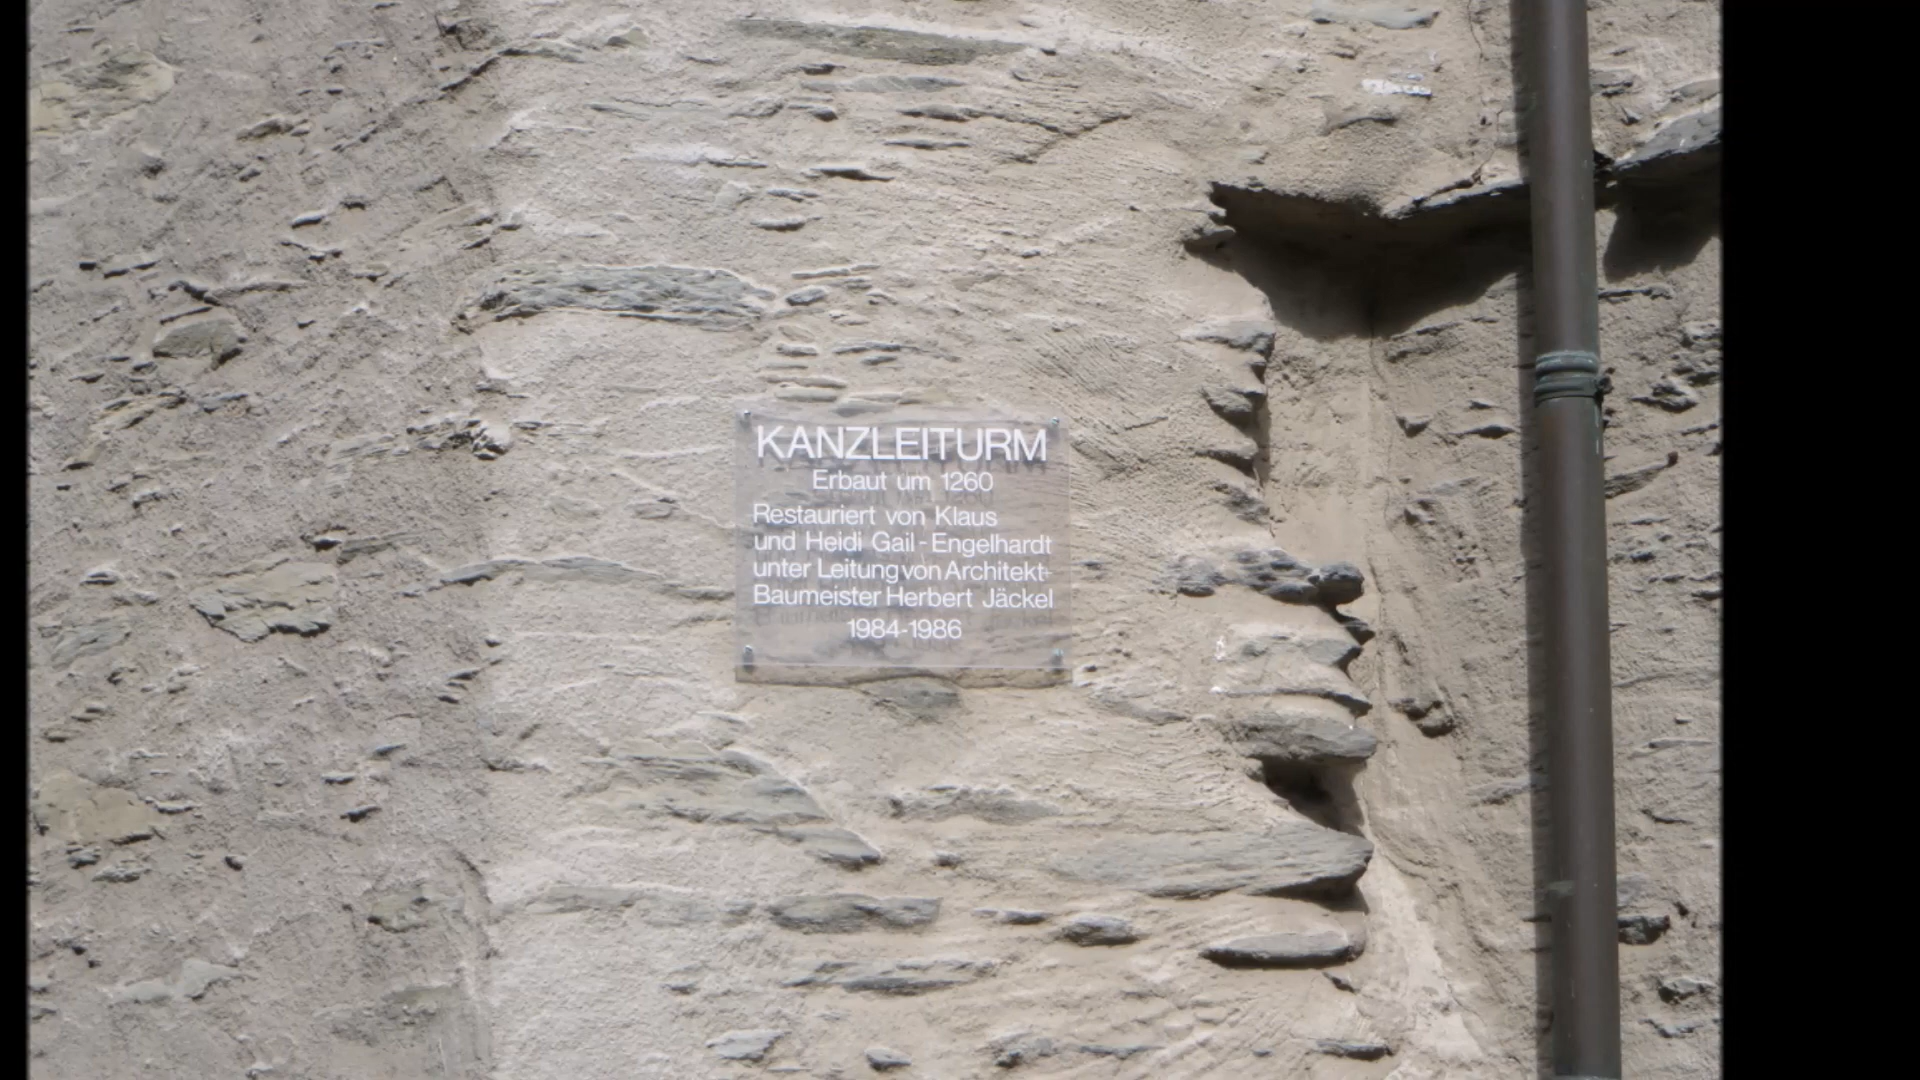 KANZLEITURM
Erbaut um 1260
Restauriert von Klaus
und Heidi Gail-Engelhardt
unter Leitung von Architekt+
Baumeister Herbert Jäckel
1984-1986